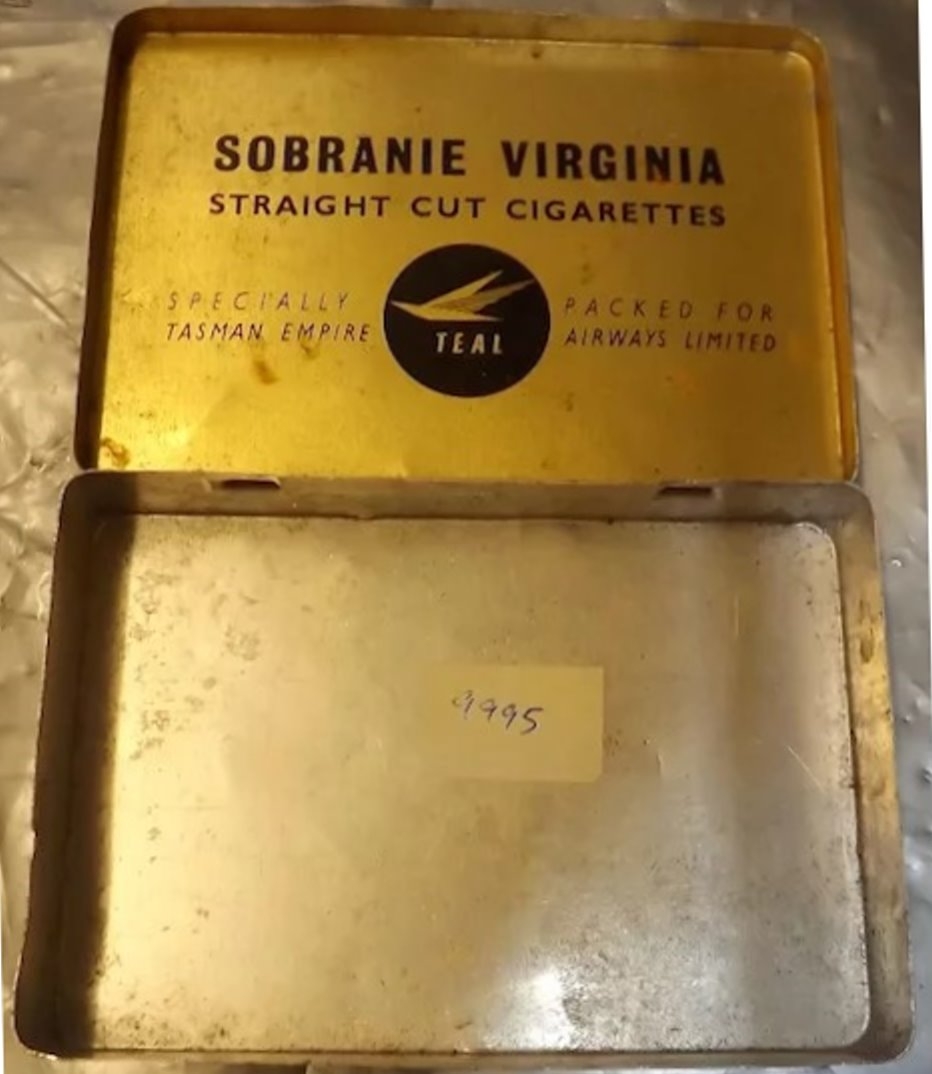 SOBRANIE VIRGINIA
STRAIGHT CUT CIGARETTES
SPECIALLY PACKED FOR
TASMAN EMPIRE AIRWAYS LIMITED
TEAL
9995